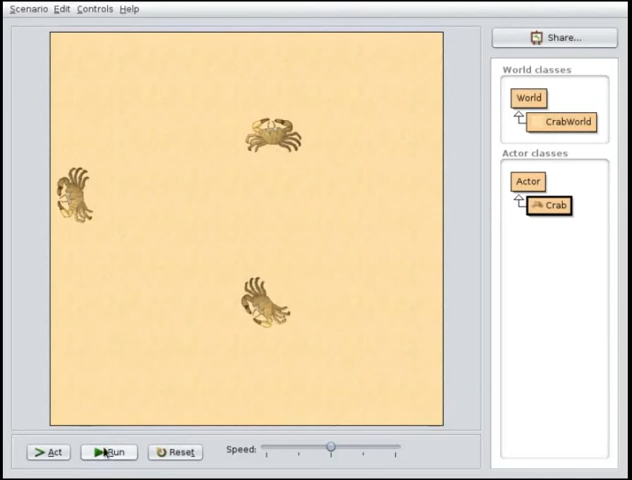 Scenario Edit Controls Help
Share...
World classes
World
CrabWorld
Actor classes
Actor
Crab
> Act
Run
Reset
Speed: